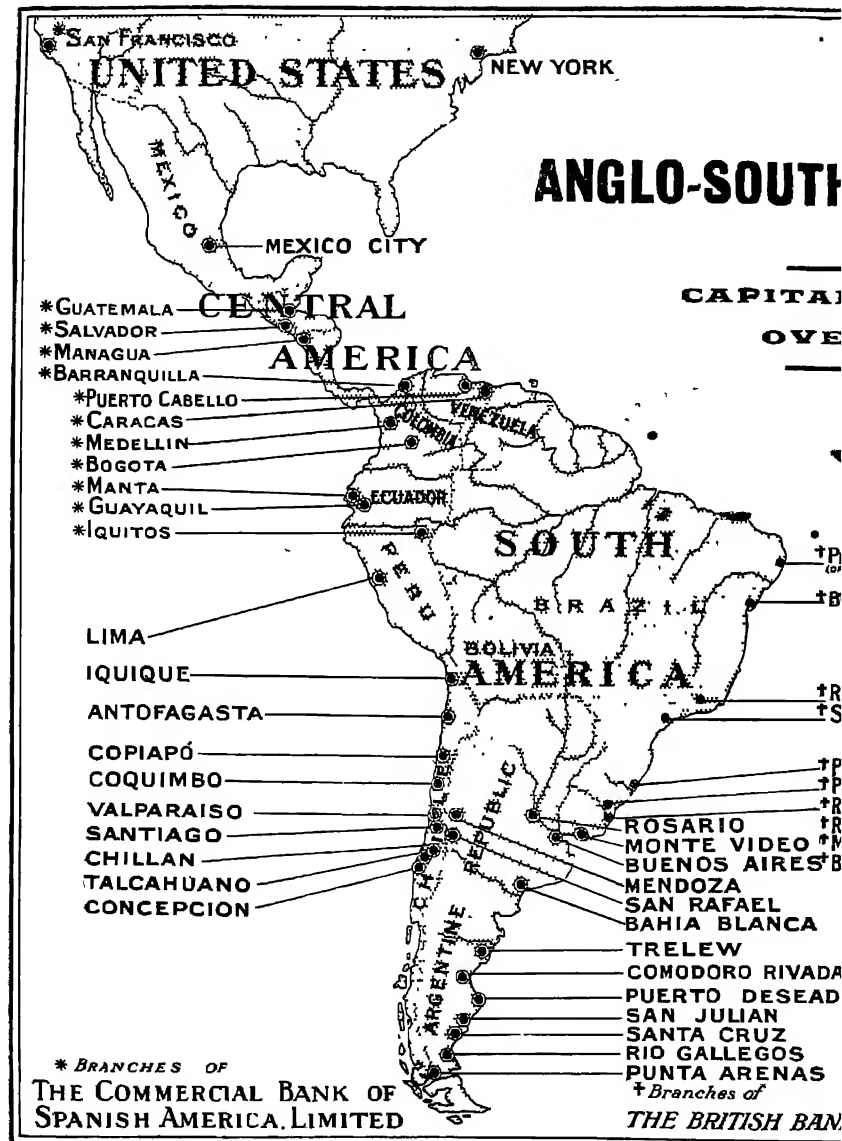 *SAN FRANCISCO
UNITED STATES
NEW YORK
MEXICO
ANGLO-SOUTH
MEXICO CITY
*GUATEMALA
CENTRAL
*SALVADOR
*MANAGUA
AMERICA
*BARRANQUILLA
*PUERTO CABELLO
*CARACAS
*MEDELLIN
*BOGOTA
*MANTA
*GUAYAQUIL
*IQUITOS
COLOMBIA
VENEZUELA
ECUADOR
PERU
SOUTH
BRAZIL
BOLIVIA
AMERICA
LIMA
IQUIQUE
ANTOFAGASTA
COPIAPÓ
COQUIMBO
VALPARAISO
SANTIAGO
CHILLAN
TALCAHUANO
CONCEPCION
CHILE
ARGENTINE REPUBLIC
ROSARIO
MONTE VIDEO
BUENOS AIRES
MENDOZA
SAN RAFAEL
BAHIA BLANCA
TRELEW
COMODORO RIVADA
PUERTO DESEAD
SAN JULIAN
SANTA CRUZ
RIO GALLEGOS
PUNTA ARENAS
* BRANCHES OF
THE COMMERCIAL BANK OF
SPANISH AMERICA, LIMITED
† Branches of
THE BRITISH BAN